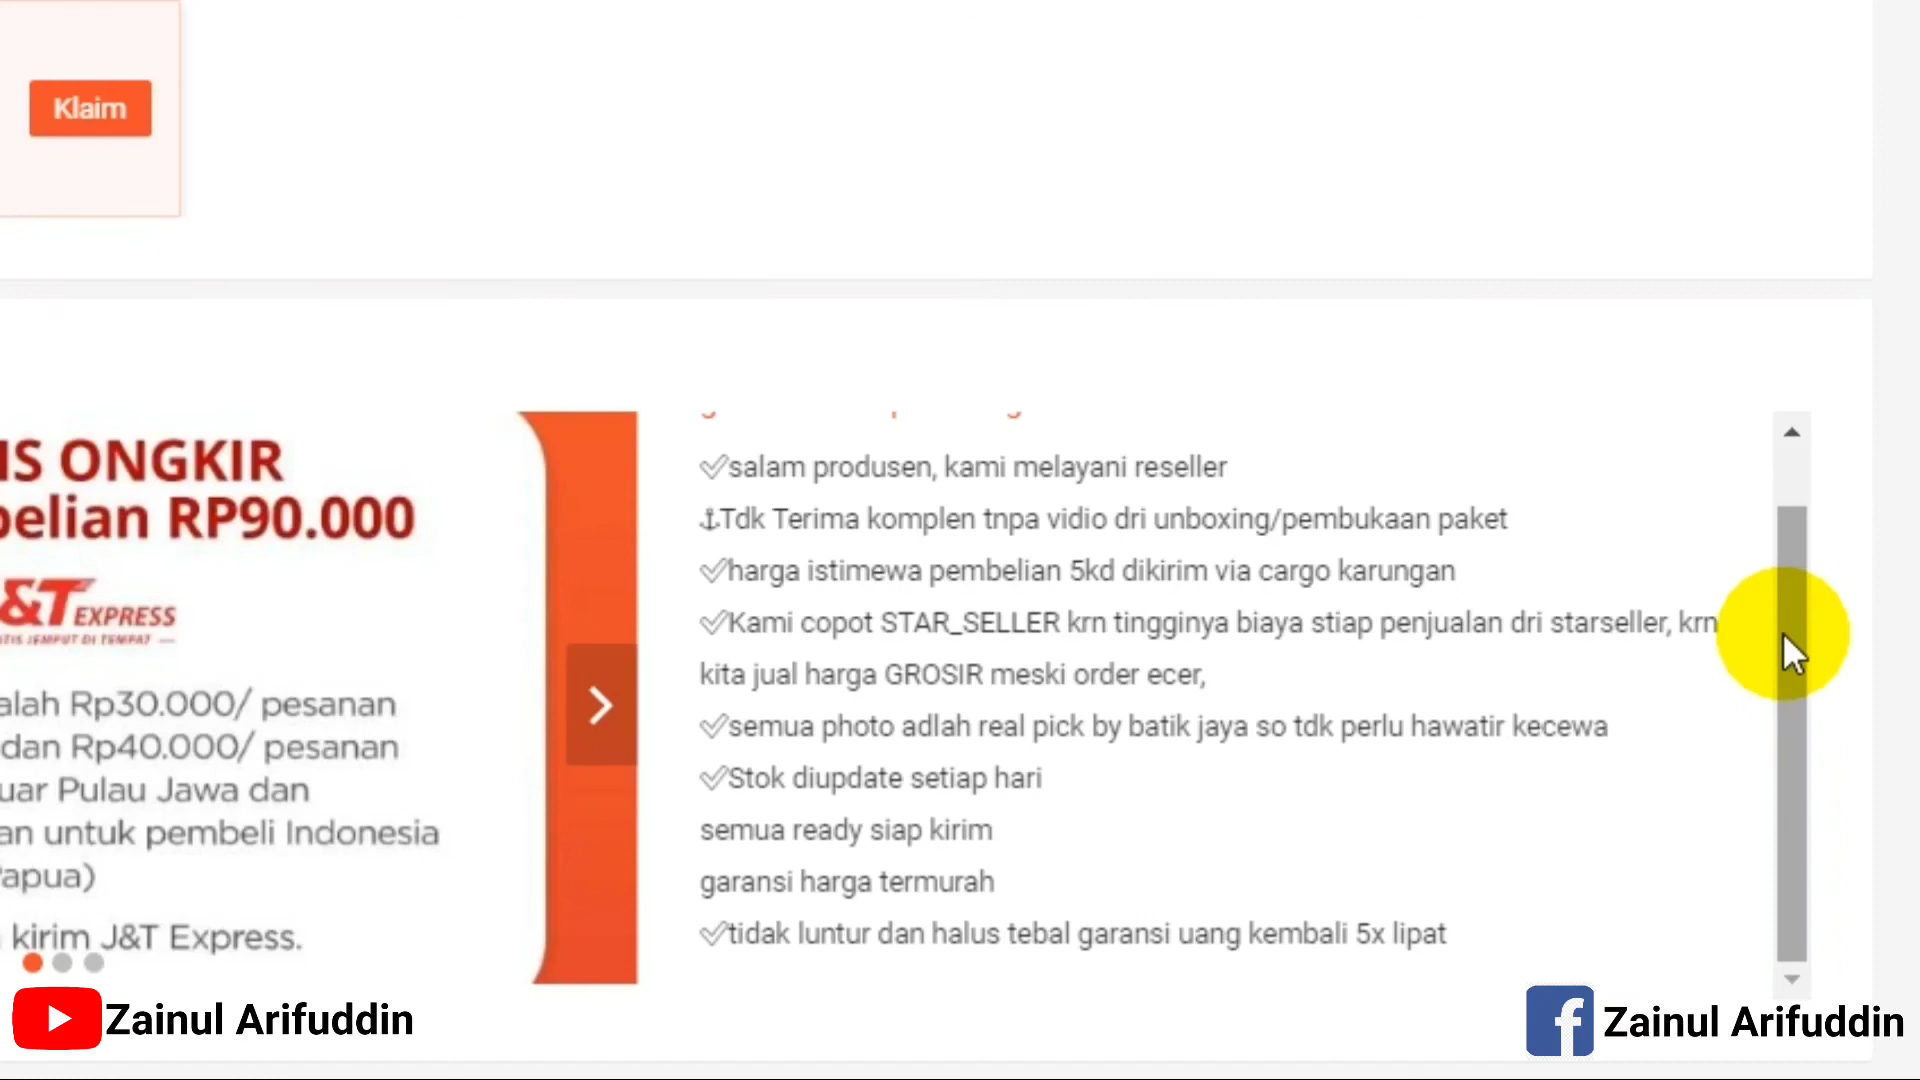 Klaim
IS ONGKIR
belian RP90.000
&T EXPRESS
TIS JEMPUT DI TEMPAT
alah Rp30.000/ pesanan
dan Rp40.000/ pesanan
uar Pulau Jawa dan
an untuk pembeli Indonesia
Papua)
kirim J&T Express.
✅salam produsen, kami melayani reseller
⚓Tdk Terima komplen tnpa vidio dri unboxing/pembukaan paket
✅harga istimewa pembelian 5kd dikirim via cargo karungan
✅Kami copot STAR_SELLER krn tingginya biaya stiap penjualan dri starseller, krn
kita jual harga GROSIR meski order ecer,
✅semua photo adlah real pick by batik jaya so tdk perlu hawatir kecewa
✅Stok diupdate setiap hari
semua ready siap kirim
garansi harga termurah
✅tidak luntur dan halus tebal garansi uang kembali 5x lipat
Zainul Arifuddin
Zainul Arifuddin